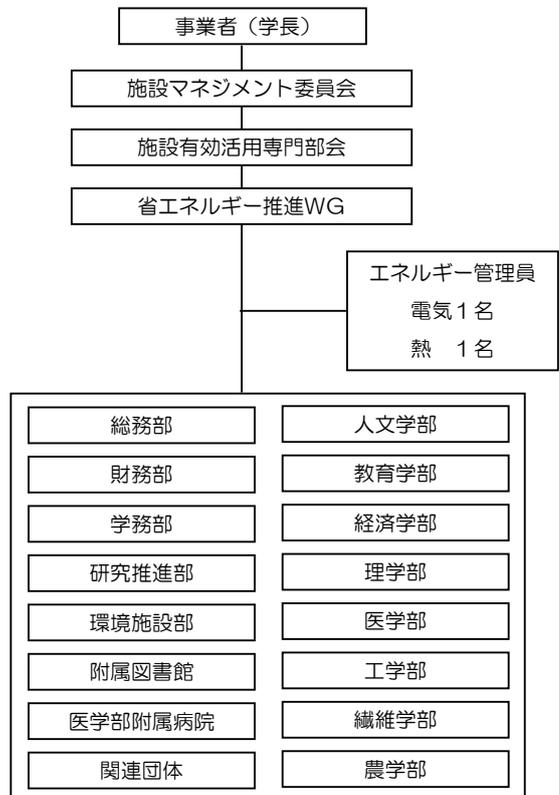 事業者（学長）
施設マネジメント委員会
施設有効活用専門部会
省エネルギー推進WG
エネルギー管理員
電気１名
熱　１名
総務部
財務部
学務部
研究推進部
環境施設部
附属図書館
医学部附属病院
関連団体
人文学部
教育学部
経済学部
理学部
医学部
工学部
繊維学部
農学部